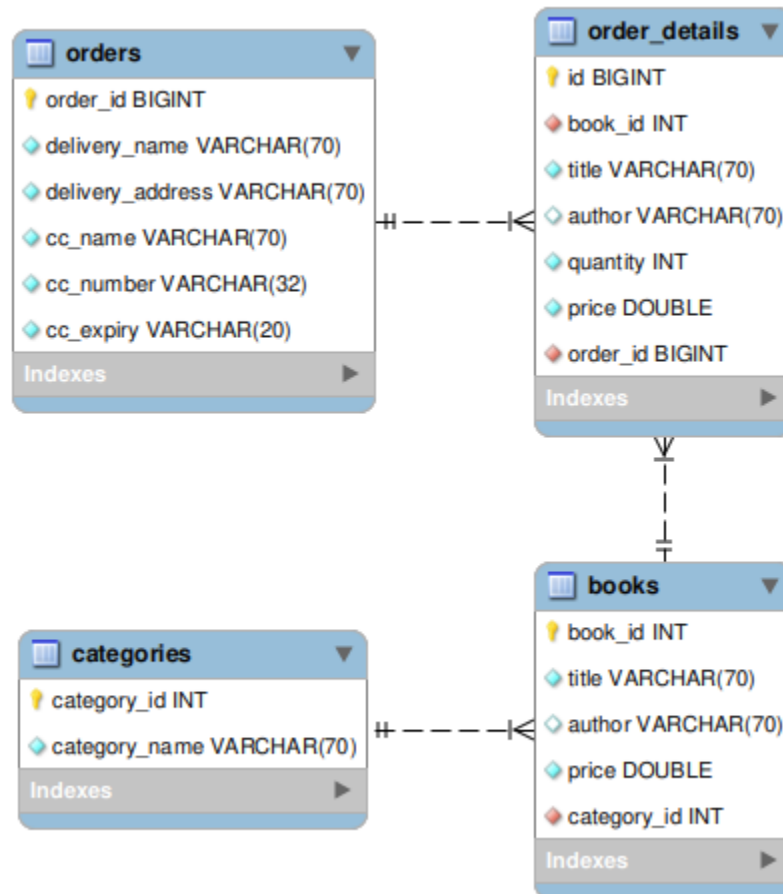 orders
order_id BIGINT
delivery_name VARCHAR(70)
delivery_address VARCHAR(70)
cc_name VARCHAR(70)
cc_number VARCHAR(32)
cc_expiry VARCHAR(20)
Indexes
order_details
id BIGINT
book_id INT
title VARCHAR(70)
author VARCHAR(70)
quantity INT
price DOUBLE
order_id BIGINT
Indexes
categories
category_id INT
category_name VARCHAR(70)
Indexes
books
book_id INT
title VARCHAR(70)
author VARCHAR(70)
price DOUBLE
category_id INT
Indexes